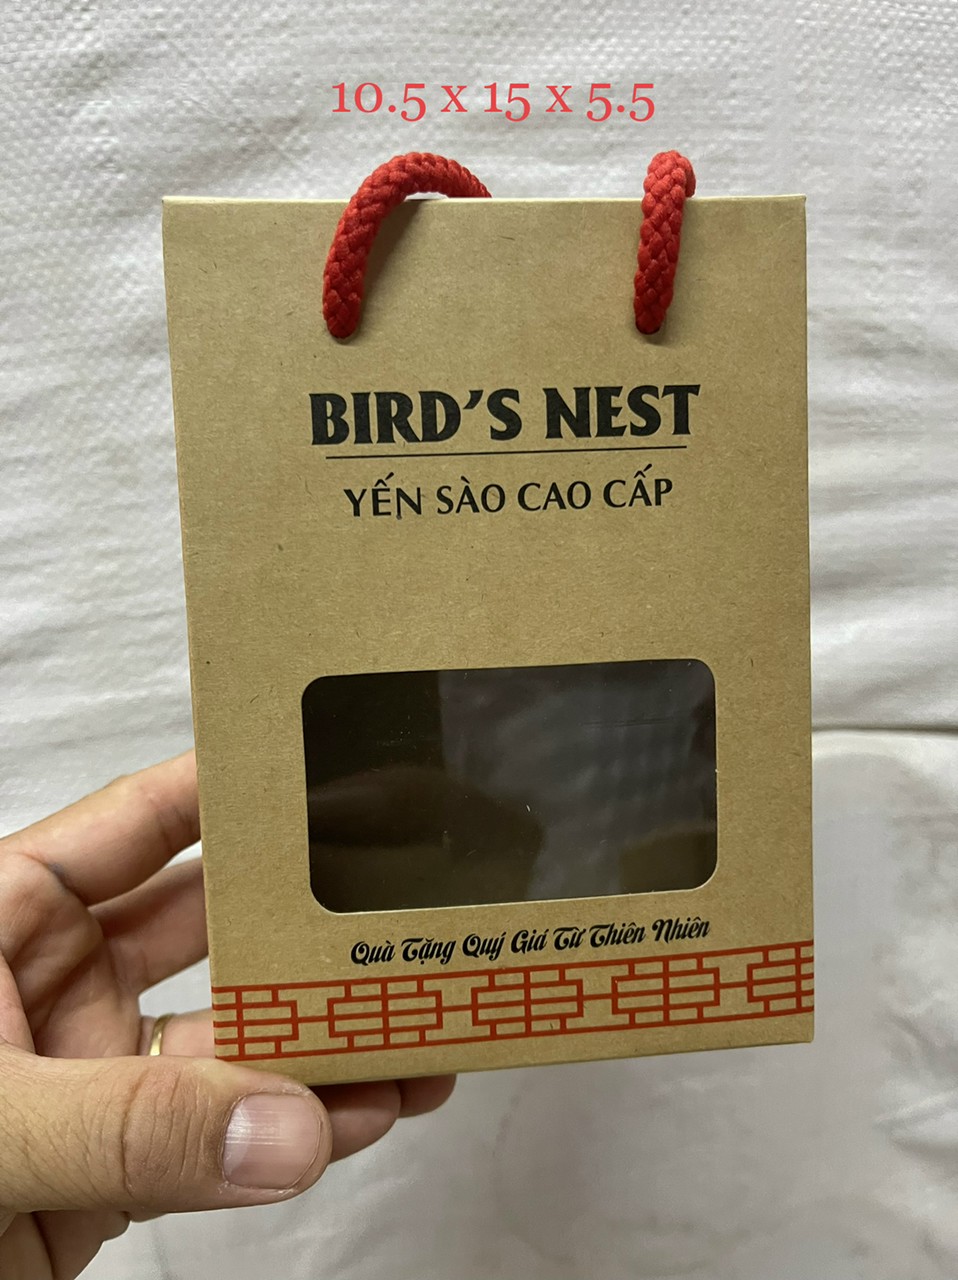 10.5 x 15 x 5.5
BIRD'S NEST
YẾN SÀO CAO CẤP
Quà Tặng Quý Giá Từ Thiên Nhiên